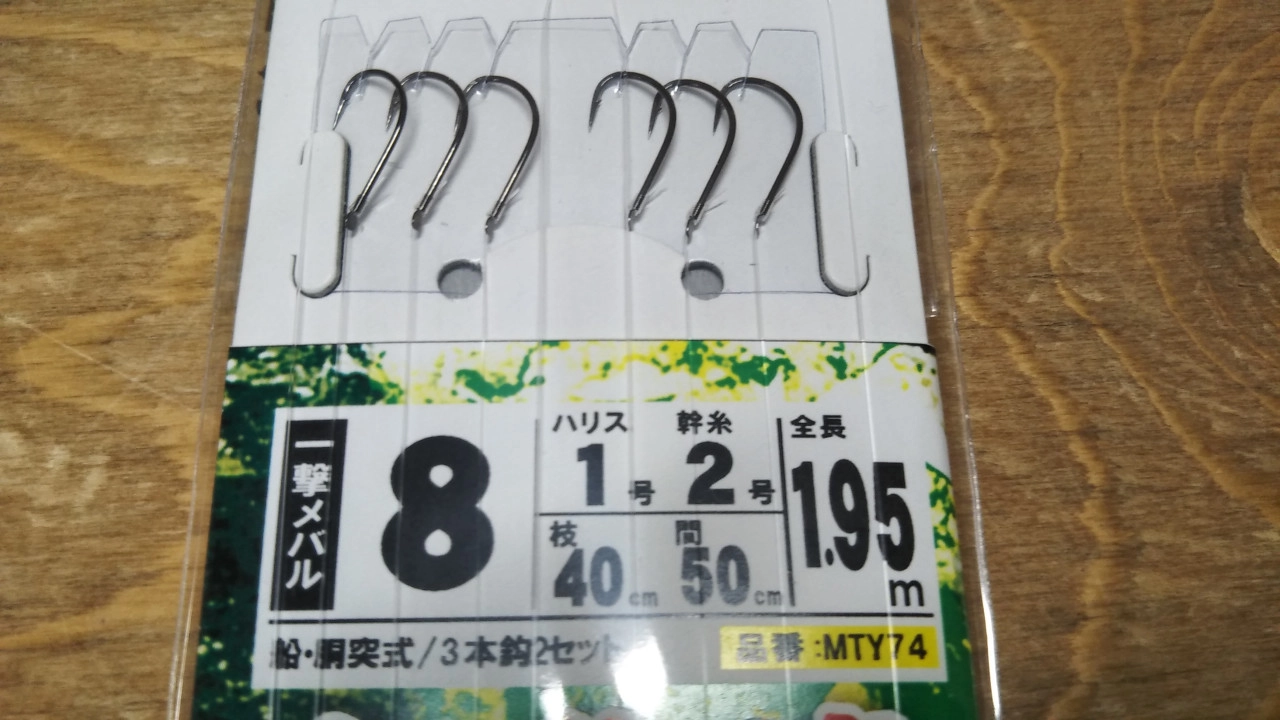 一撃メバル
8
ハリス 1号
幹糸 2号
枝 40cm
間 50cm
全長 1.95m
船・胴突式/3本鈎2セット
品番:MTY74